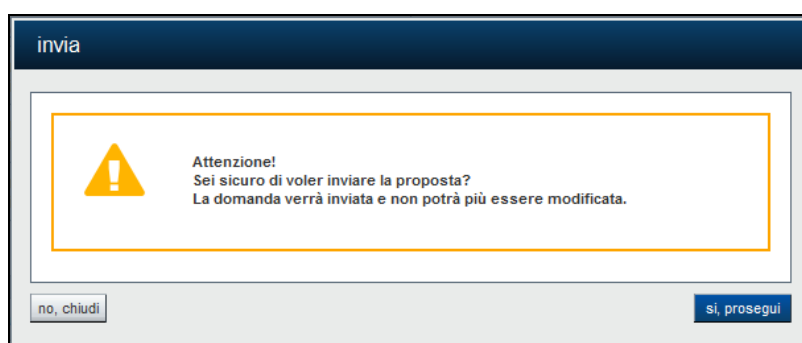 invia
Attenzione!
Sei sicuro di voler inviare la proposta?
La domanda verrà inviata e non potrà più essere modificata.
no, chiudi
si, prosegui